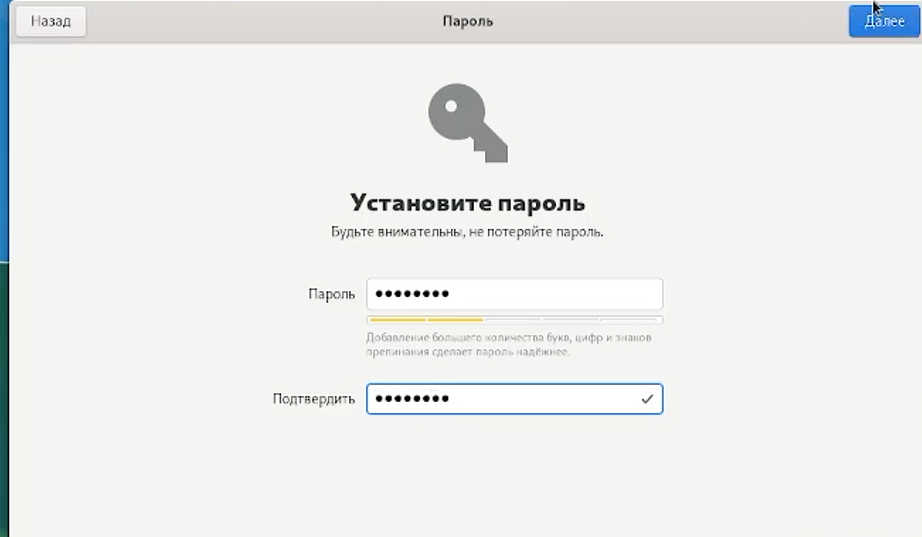 Назад
Пароль
Далее
Установите пароль
Будьте внимательны, не потеряйте пароль.
Пароль ●●●●●●●●
Добавление большего количества букв, цифр и знаков
препинания сделает пароль надёжнее.
Подтвердить ●●●●●●●●